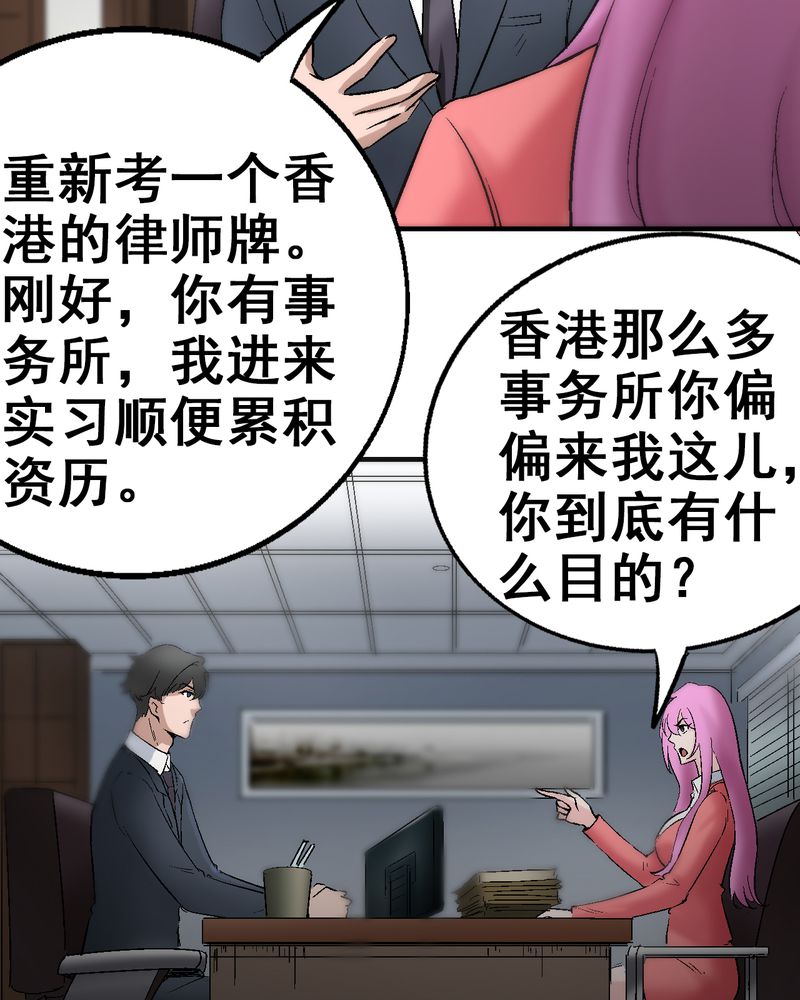 重新考一个香
港的律师牌。
刚好，你有事
务所，我进来
实习顺便累积
资历。
香港那么多
事务所你偏
偏来我这儿，
你到底有什
么目的？